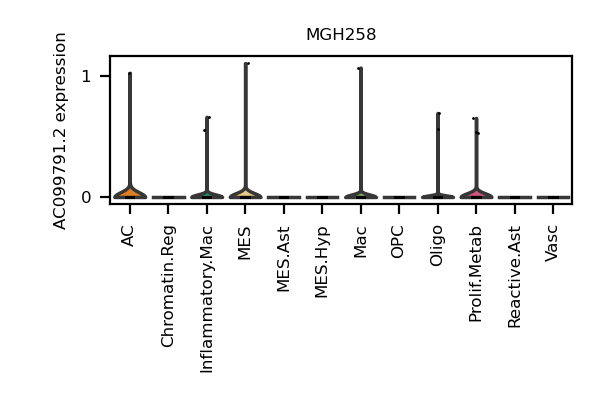 MGH258
AC099791.2 expression
1
0
AC
Chromatin.Reg
Inflammatory.Mac
MES
MES.Ast
MES.Hyp
Mac
OPC
Oligo
Prolif.Metab
Reactive.Ast
Vasc